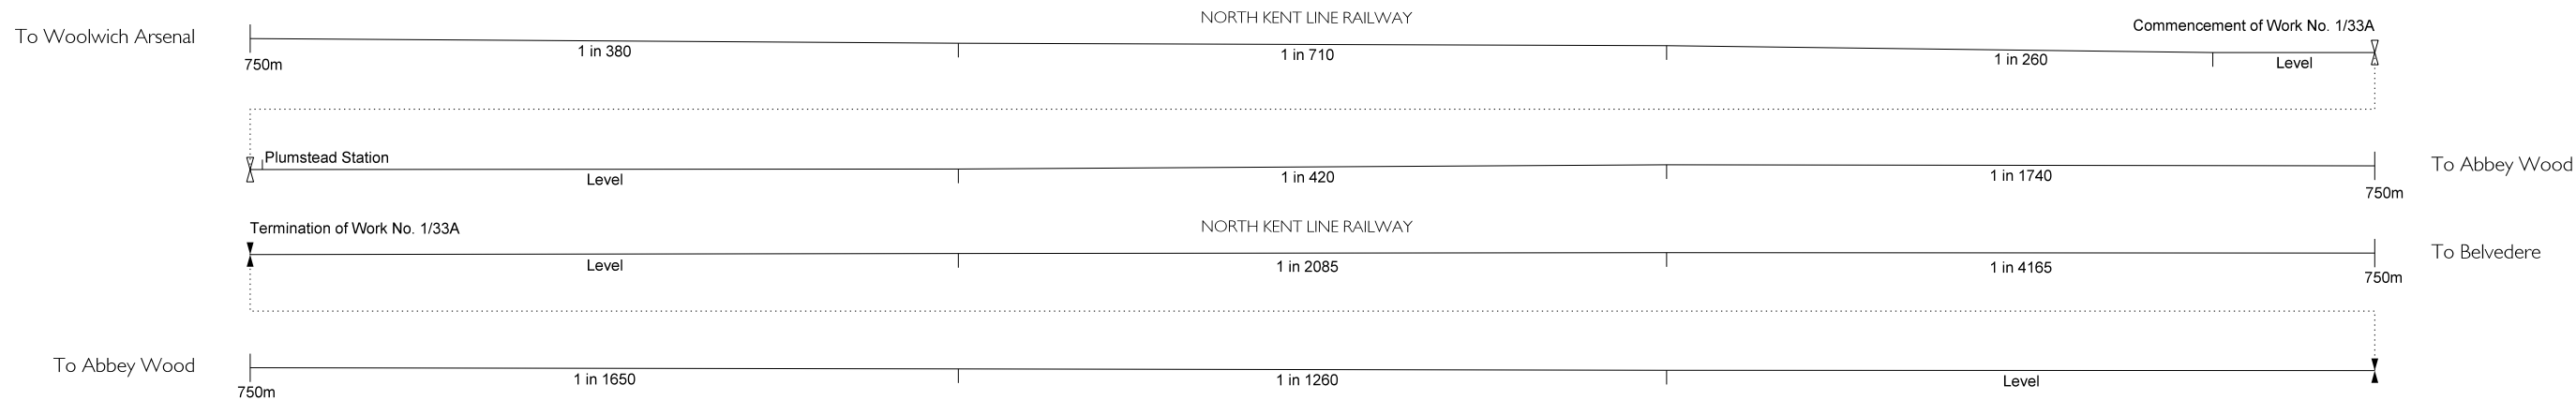 NORTH KENT LINE RAILWAY
To Woolwich Arsenal
Commencement of Work No. 1/33A
1 in 380
1 in 710
1 in 260
Level
750m
Plumstead Station
To Abbey Wood
Level
1 in 420
1 in 1740
750m
Termination of Work No. 1/33A
NORTH KENT LINE RAILWAY
To Belvedere
Level
1 in 2085
1 in 4165
750m
To Abbey Wood
1 in 1650
1 in 1260
Level
750m